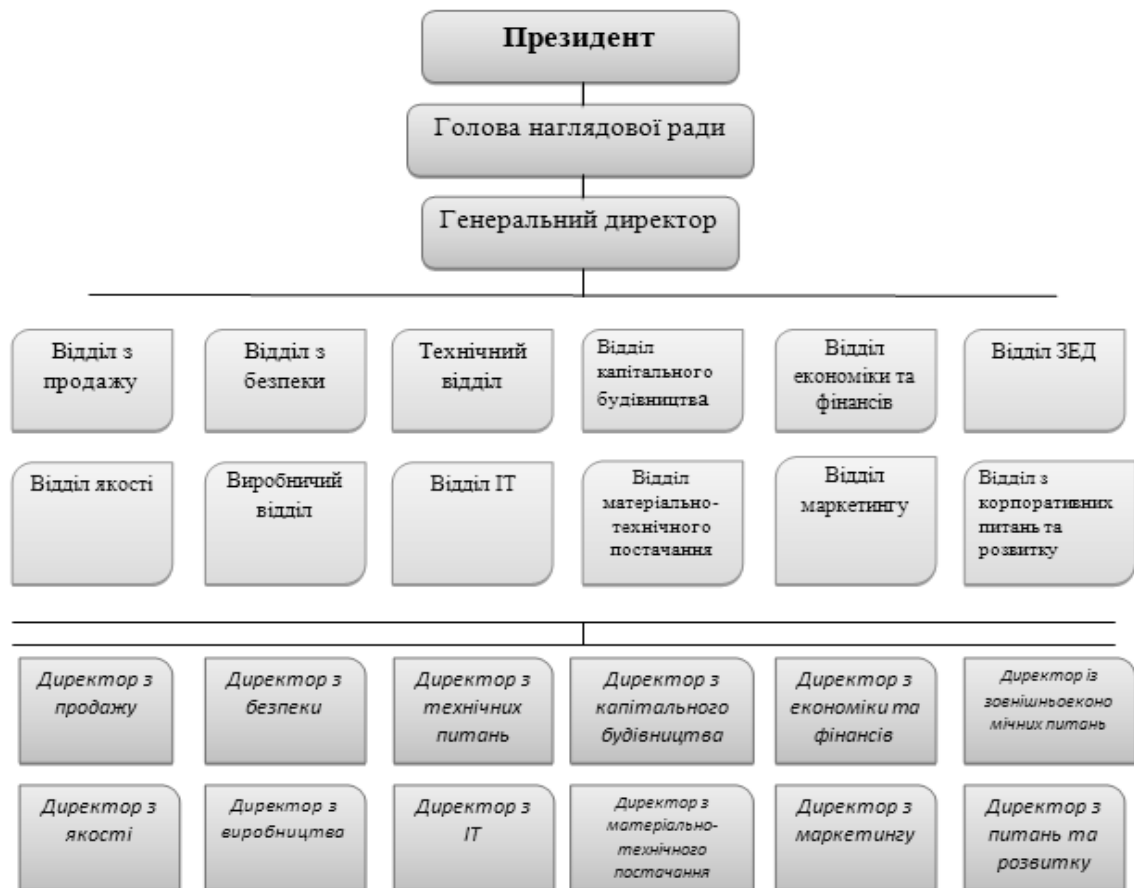 Президент
Голова наглядової ради
Генеральний директор
Відділ з
продажу
Відділ з
безпеки
Технічний
відділ
Відділ
капітального
будівництва
Відділ
економіки та
фінансів
Відділ ЗЕД
Відділ якості
Виробничий
відділ
Відділ ІТ
Відділ
матеріально-
технічного
постачання
Відділ
маркетингу
Відділ з
корпоративних
питань та
розвитку
Директор з
продажу
Директор з
безпеки
Директор з
технічних
питань
Директор з
капітального
будівництва
Директор з
економіки та
фінансів
Директор із
зовнішньоеконо
мічних питань
Директор з
якості
Директор з
виробництва
Директор з
ІТ
Директор з
матеріально-
технічного
постачання
Директор з
маркетингу
Директор з
питань та
розвитку